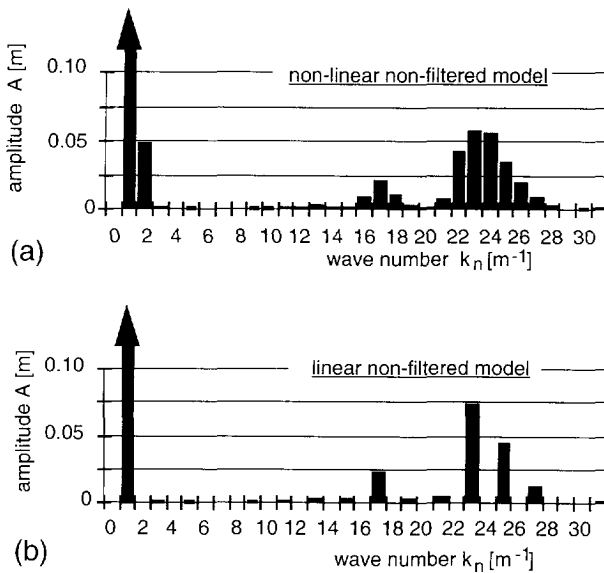 amplitude A [m]
0.10
0.05
0
non-linear non-filtered model
0 2 4 6 8 10 12 14 16 18 20 22 24 26 28 30
wave number kn [m-1]
(a)
amplitude A [m]
0.10
0.05
0
linear non-filtered model
0 2 4 6 8 10 12 14 16 18 20 22 24 26 28 30
wave number kn [m-1]
(b)